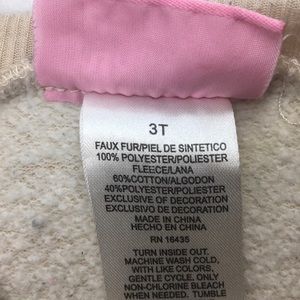 3T
FAUX FUR/PIEL DE SINTETICO
100% POLYESTER/POLIESTER
FLEECE/LANA
60%COTTON/ALGODON
40%POLYESTER/POLIESTER
EXCLUSIVE OF DECORATION
EXCLUSIVO DE DECORATION
MADE IN CHINA
HECHO EN CHINA
RN 16435
TURN INSIDE OUT.
MACHINE WASH COLD,
WITH LIKE COLORS,
GENTLE CYCLE. ONLY
NON-CHLORINE BLEACH
WHEN NEEDED. TUMBLE